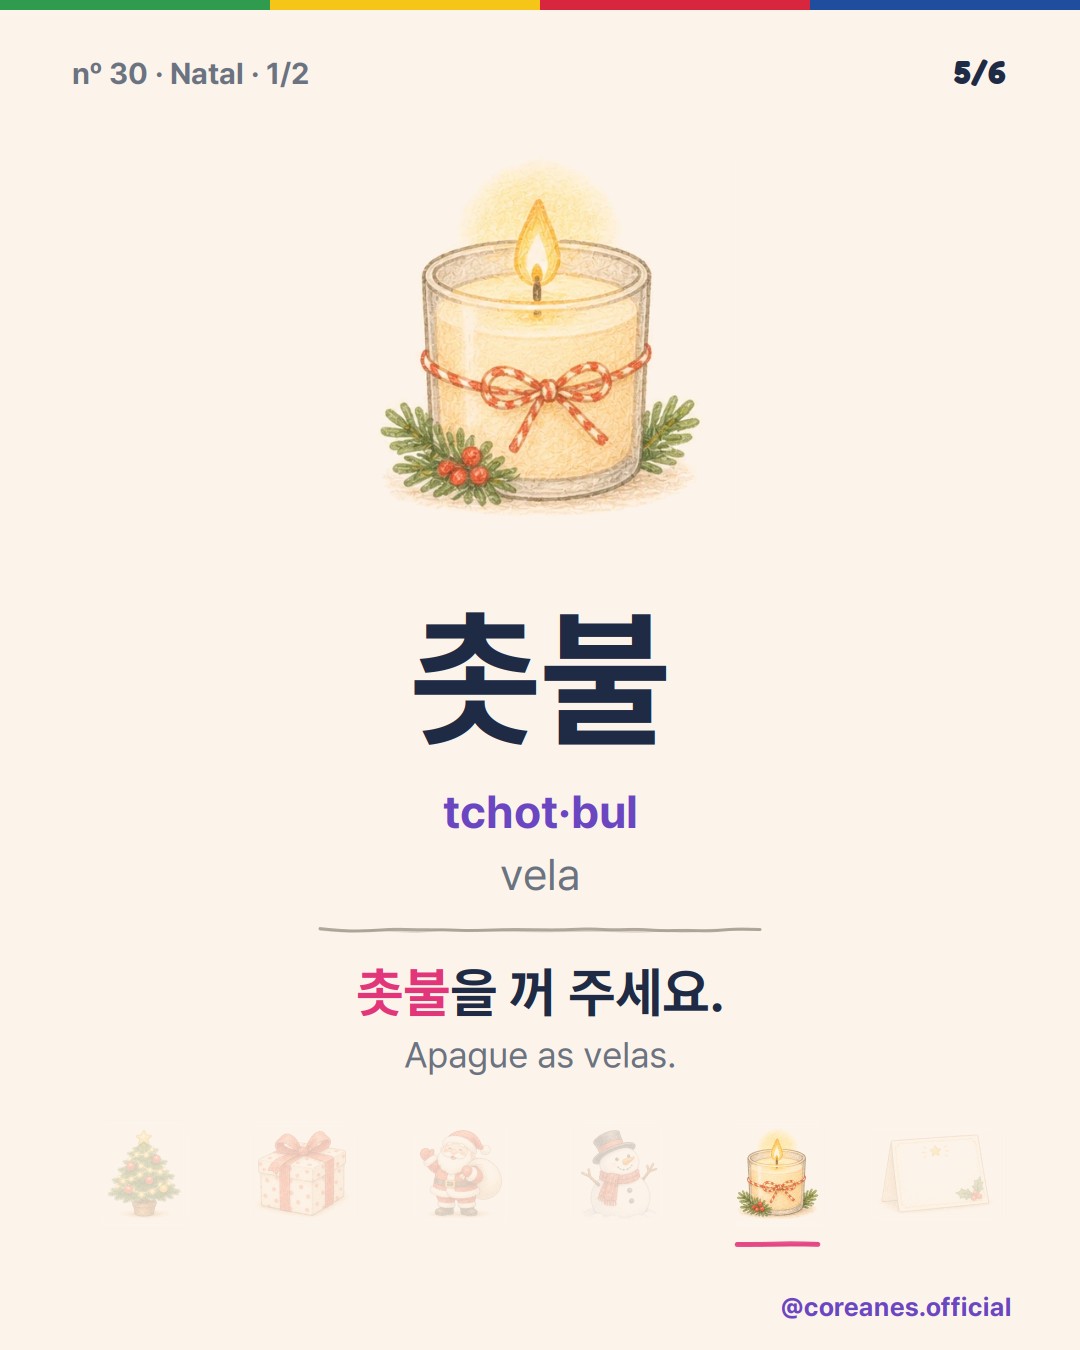 nº 30 · Natal · 1/2
5/6
촛불
tchot·bul
vela
촛불을 꺼 주세요.
Apague as velas.
@coreanes.official